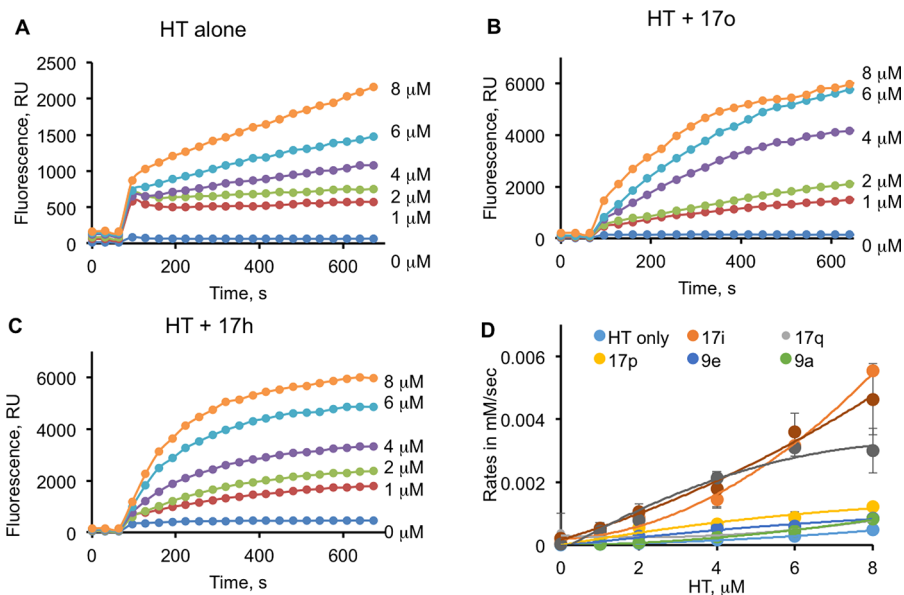 A
HT alone
Fluorescence, RU
2500
2000
1500
1000
500
0
0 200 400 600
Time, s
8 μM
6 μM
4 μM
2 μM
1 μM
0 μM
B
HT + 17o
Fluorescence, RU
6000
4000
2000
0
0 200 400 600
Time, s
8 μM
6 μM
4 μM
2 μM
1 μM
0 μM
C
HT + 17h
Fluorescence, RU
6000
4000
2000
0
0 200 400 600
Time, s
8 μM
6 μM
4 μM
2 μM
1 μM
0 μM
D
HT only 17i 17q
17p 9e 9a
Rates in mM/sec
0.006
0.004
0.002
0
0 2 4 6 8
HT, μM